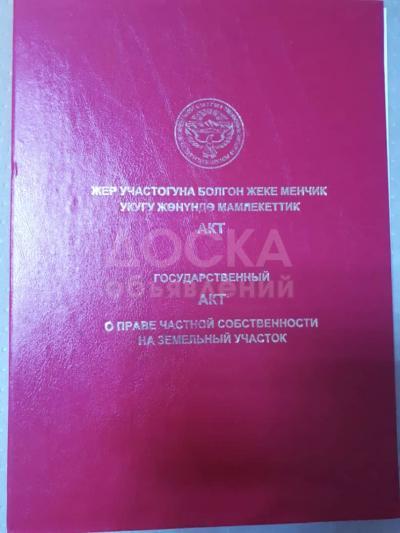 ЖЕР УЧАСТОГУНА БОЛГОН ЖЕКЕ МЕНЧИК
УКУГУ ЖӨНҮНДӨ МАМЛЕКЕТТИК
АКТ
ДОСКА
объявлений
ГОСУДАРСТВЕННЫЙ
АКТ
О ПРАВЕ ЧАСТНОЙ СОБСТВЕННОСТИ
НА ЗЕМЕЛЬНЫЙ УЧАСТОК